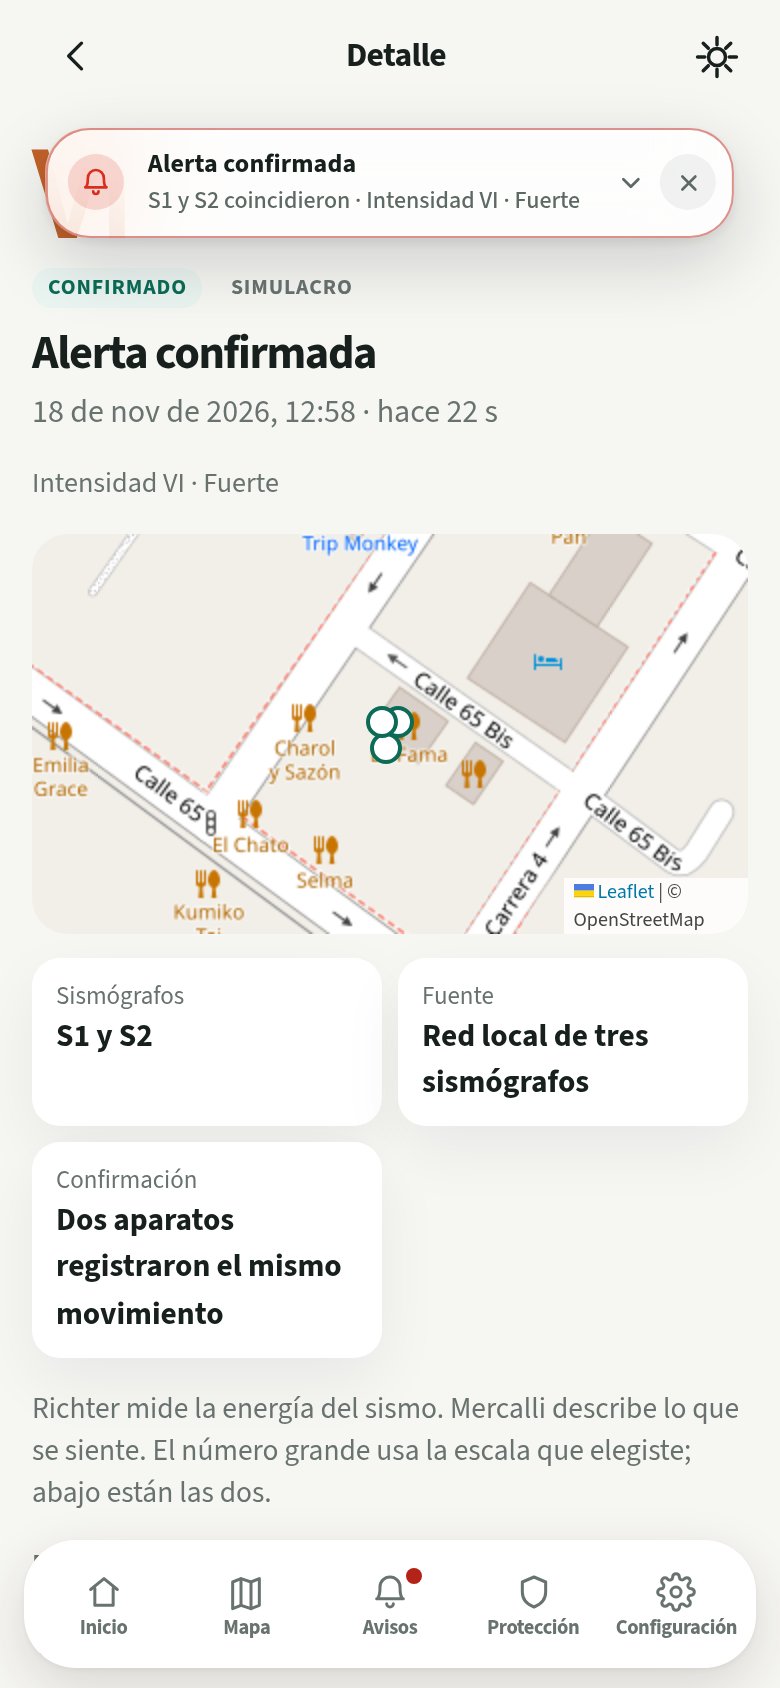 Detalle
Alerta confirmada
S1 y S2 coincidieron · Intensidad VI · Fuerte
CONFIRMADO SIMULACRO
Alerta confirmada
18 de nov de 2026, 12:58 · hace 22 s
Intensidad VI · Fuerte
Trip Monkey
Pan
Calle 65 Bis
Emilia
Grace
Charol
y Sazón
Fama
Calle 65
El Chato
Selma
Kumiko
Calle 65 Bis
Carrera 4
Leaflet | ©
OpenStreetMap
Sismógrafos
S1 y S2
Fuente
Red local de tres
sismógrafos
Confirmación
Dos aparatos
registraron el mismo
movimiento
Richter mide la energía del sismo. Mercalli describe lo que
se siente. El número grande usa la escala que elegiste;
abajo están las dos.
Inicio Mapa Avisos Protección Configuración